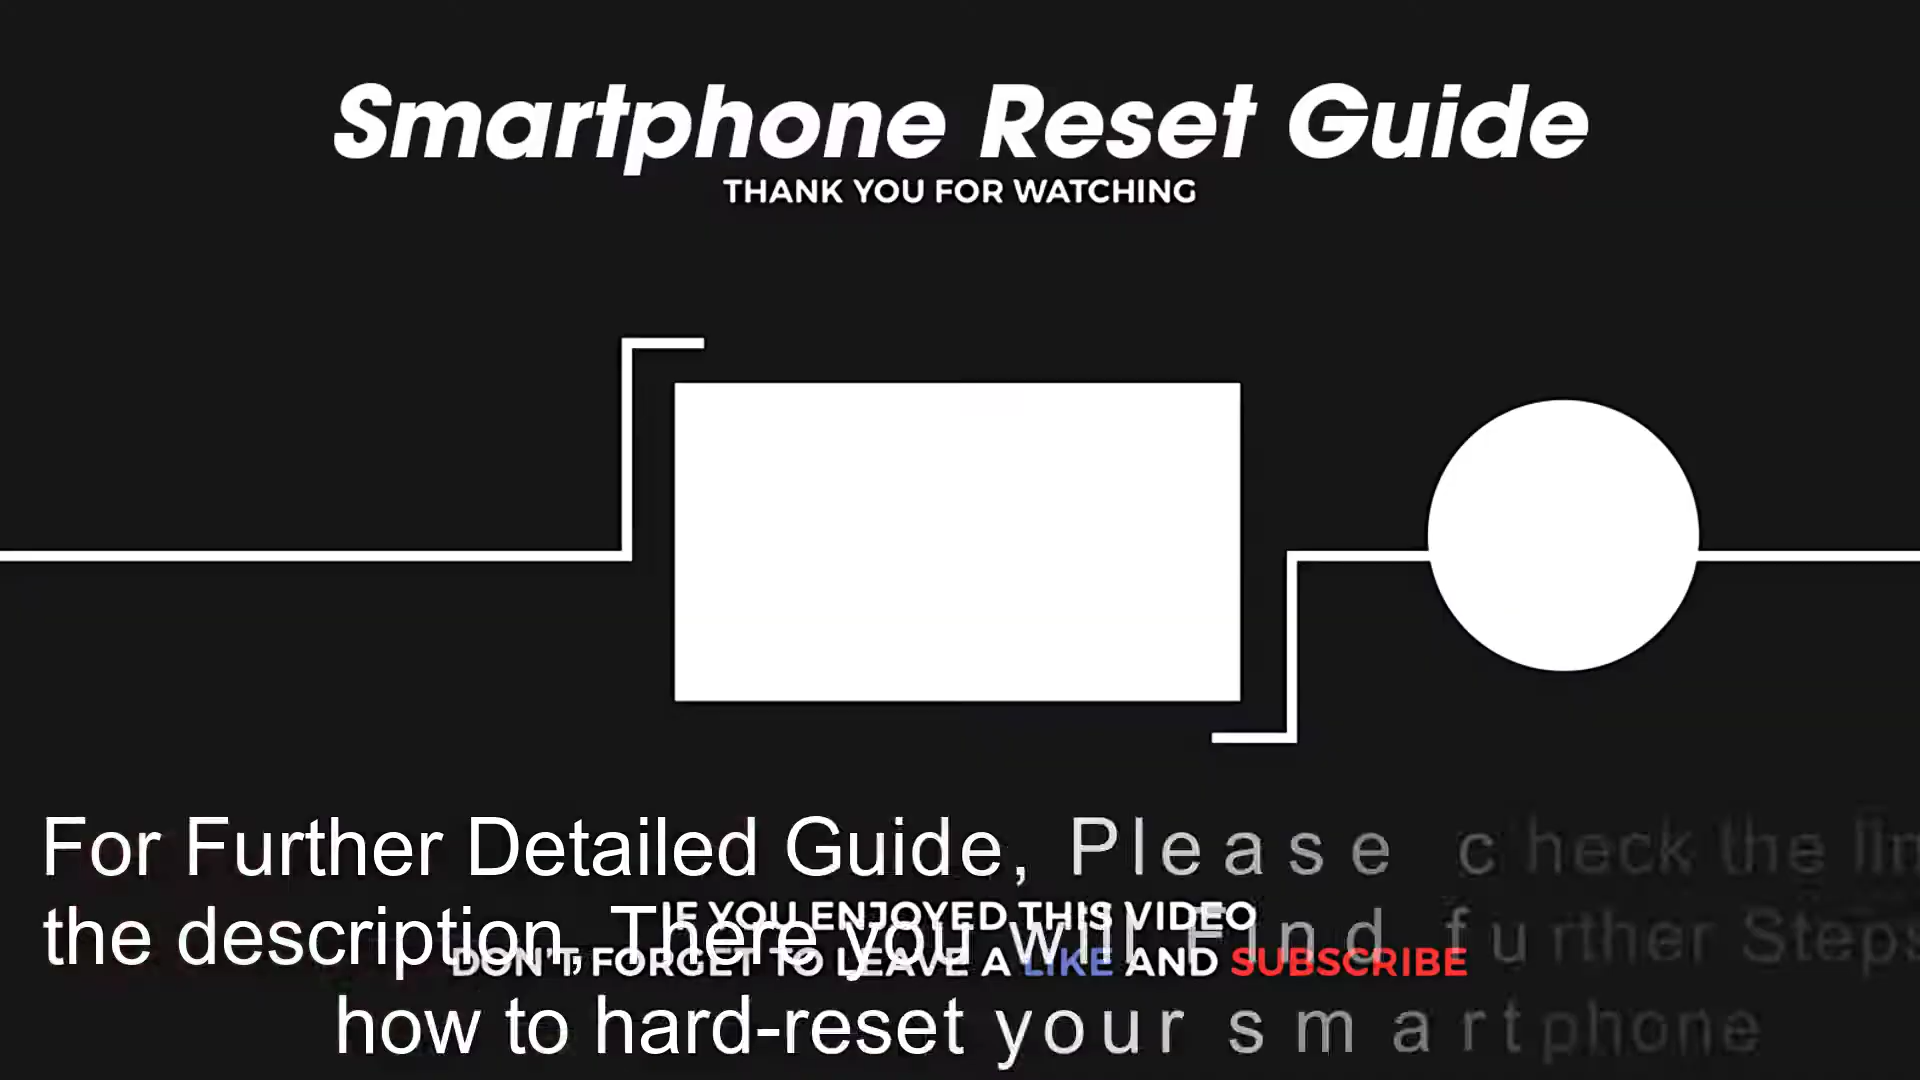 Smartphone Reset Guide
THANK YOU FOR WATCHING
For Further Detailed Guide, Please check the
the description, There you will Find further Steps
IF YOU ENJOYED THIS VIDEO
DON'T FORGET TO LEAVE A LIKE AND SUBSCRIBE
how to hard-reset your smartphone